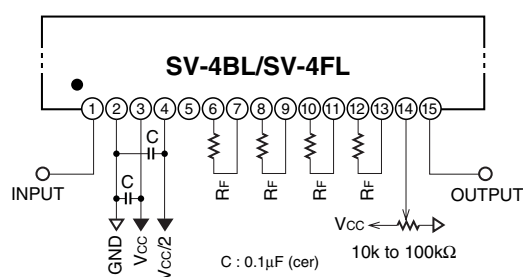 SV-4BL/SV-4FL
1 2 3 4 5 6 7 8 9 10 11 12 13 14 15
C
C
INPUT
RF
RF
RF
RF
OUTPUT
GND
VCC
VCC/2
VCC
10k to 100kΩ
C : 0.1μF (cer)